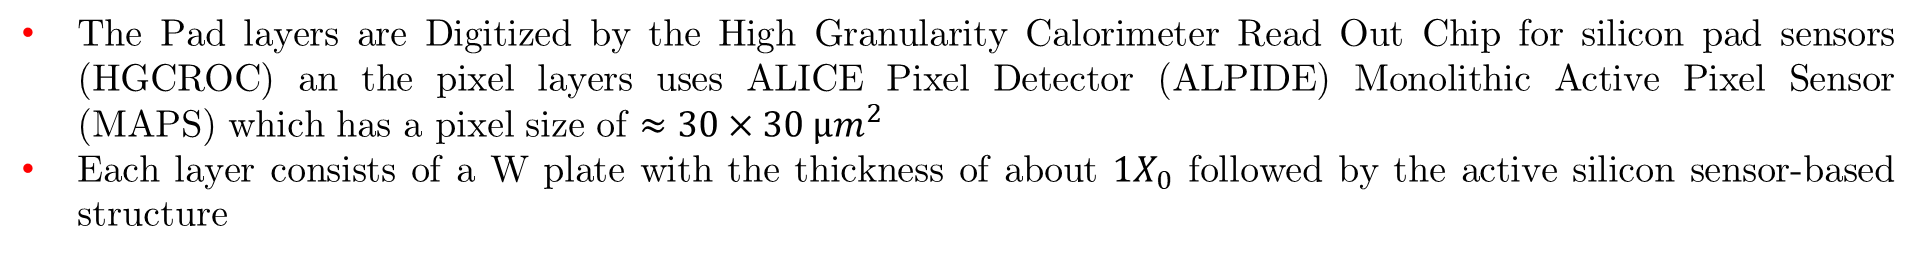 • The Pad layers are Digitized by the High Granularity Calorimeter Read Out Chip for silicon pad sensors
(HGCROC) an the pixel layers uses ALICE Pixel Detector (ALPIDE) Monolithic Active Pixel Sensor
(MAPS) which has a pixel size of ≈ 30 × 30 μm²
• Each layer consists of a W plate with the thickness of about 1X₀ followed by the active silicon sensor-based
structure